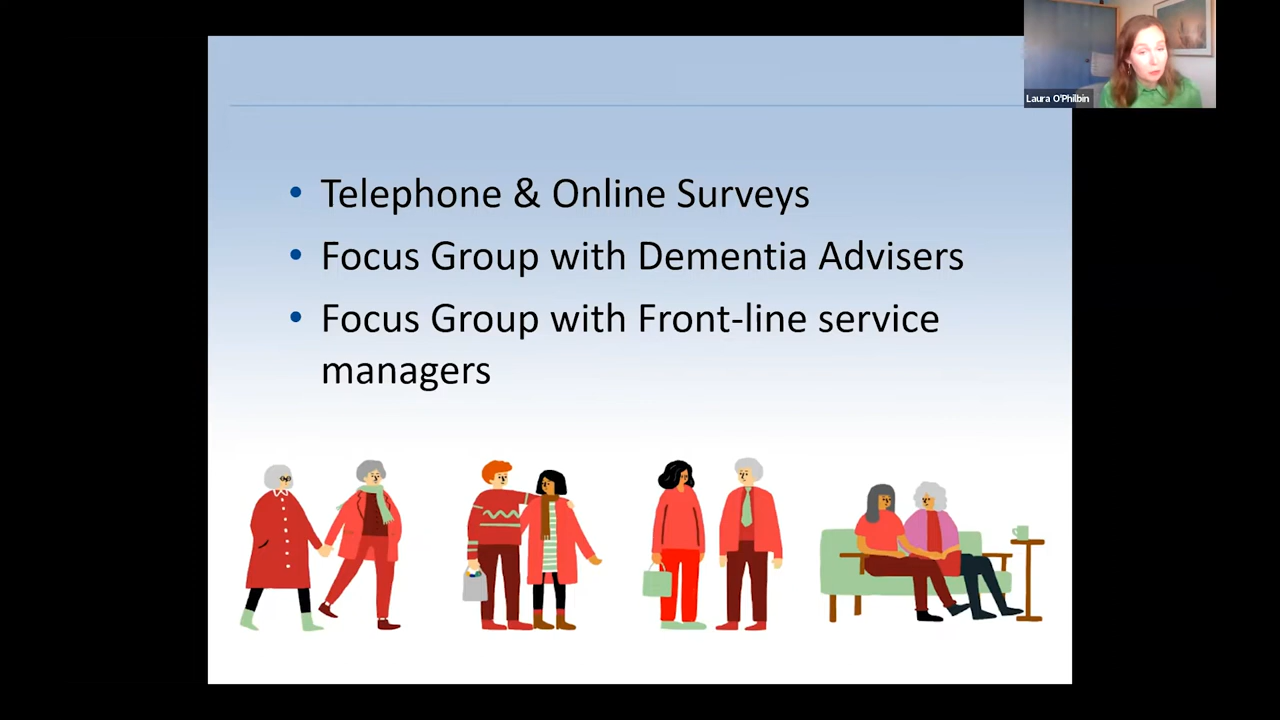 Laura O'Philbin
• Telephone & Online Surveys
• Focus Group with Dementia Advisers
• Focus Group with Front-line service
managers